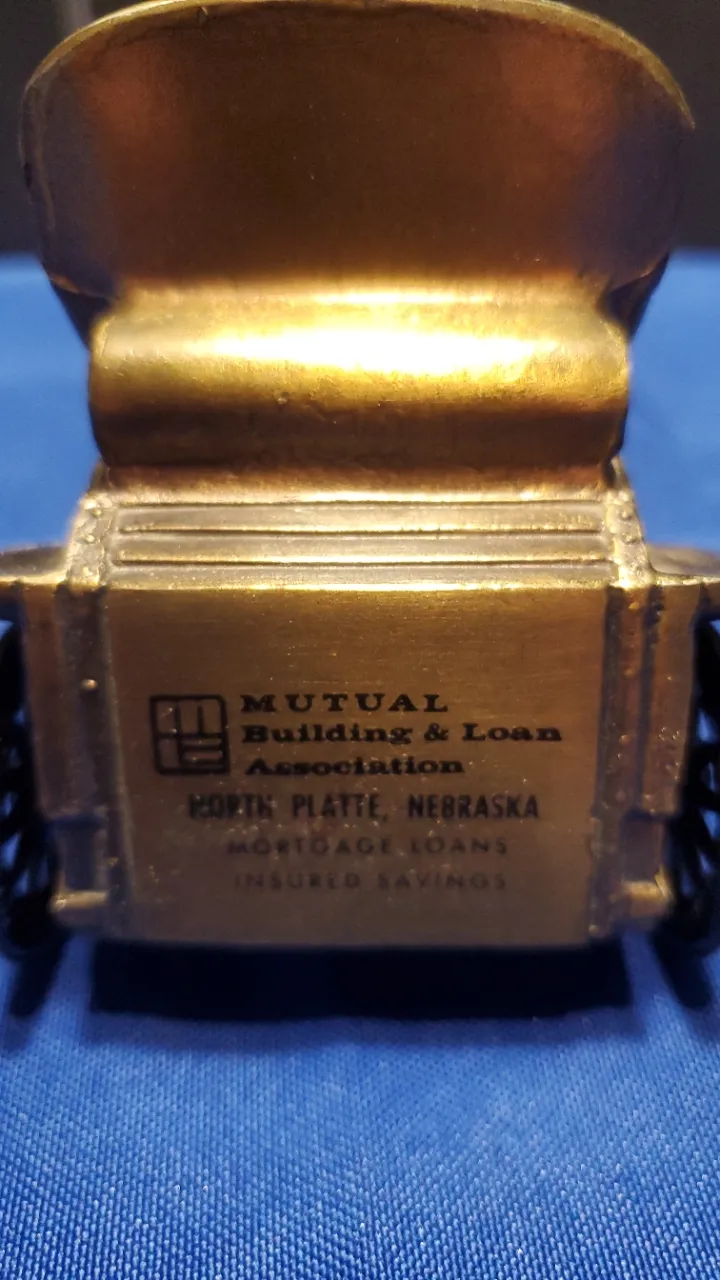 MUTUAL
Building & Loan
Association
NORTH PLATTE, NEBRASKA
MORTGAGE LOANS
INSURED SAVINGS